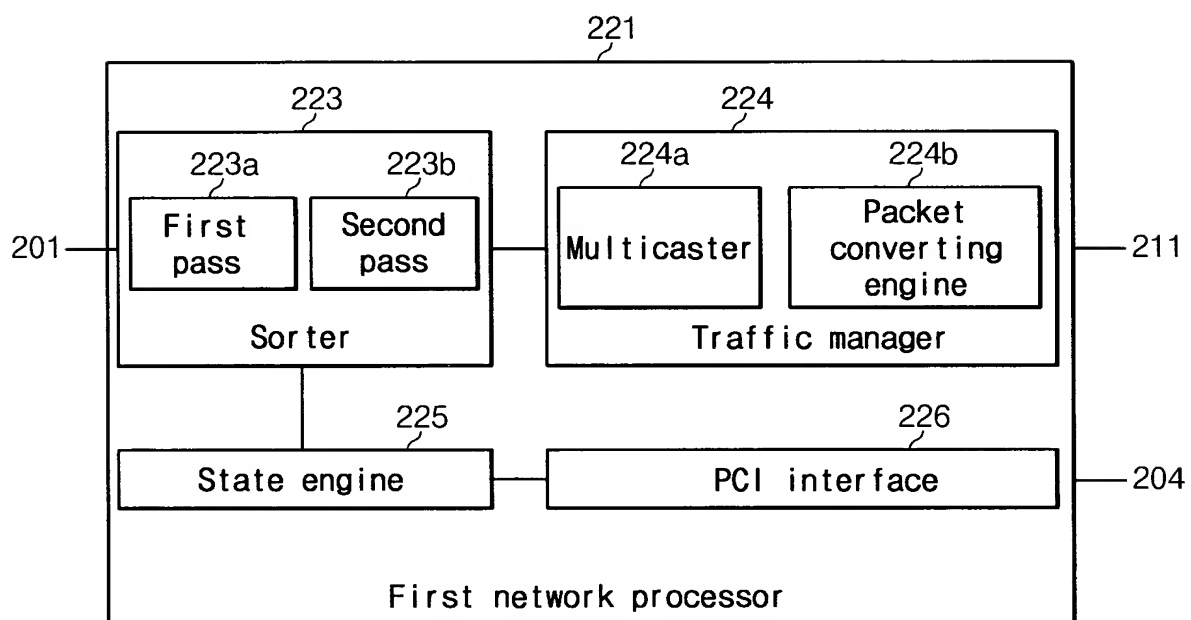 221
223
224
223a
223b
224a
224b
First
pass
Second
pass
Multicaster
Packet
converting
engine
201
211
Sorter
Traffic manager
225
226
State engine
PCI interface
204
First network processor